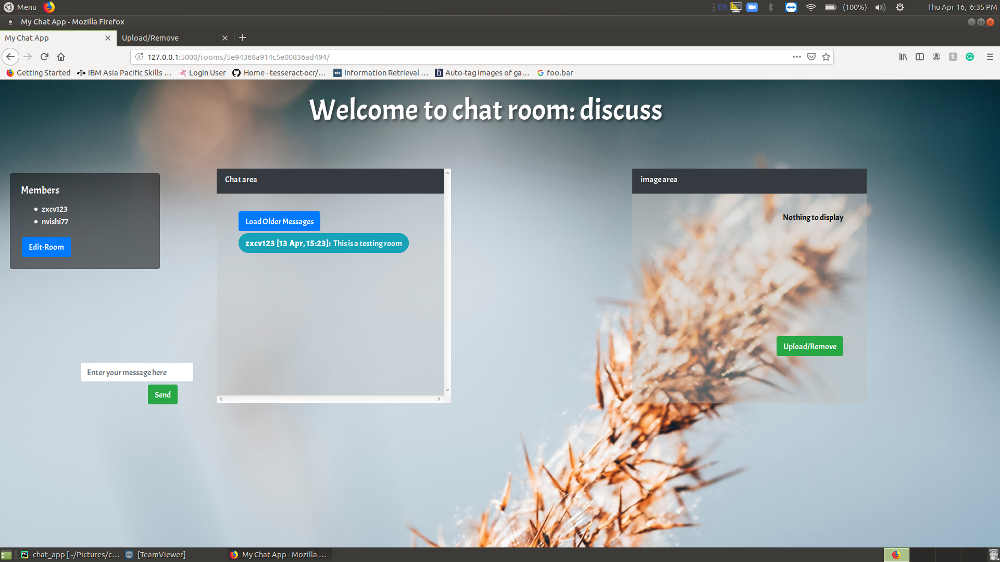 Menu
EN
(100%)
Thu Apr 16, 6:35 PM
My Chat App - Mozilla Firefox
My Chat App
Upload/Remove
127.0.0.1:5000/rooms/5e94368a914c5e00836ad494/
Getting Started
IBM Asia Pacific Skills ...
Login User
Home · tesseract-ocr/...
tds
Information Retrieval ...
h
Auto-tag images of ga...
foo.bar
Welcome to chat room: discuss
Members
zxcv123
nvishi77
Edit-Room
Chat area
Load Older Messages
zxcv123 [13 Apr, 15:23]: This is a testing room
image area
Nothing to display
Upload/Remove
Enter your message here
Send
chat_app [~/Pictures/c...
[TeamViewer]
My Chat App - Mozilla ...